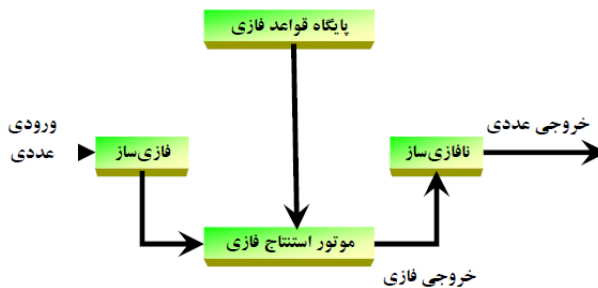 پایگاه قواعد فازی
ورودی
عددی
فازی‌ساز
نافازی‌ساز
خروجی عددی
موتور استنتاج فازی
خروجی فازی